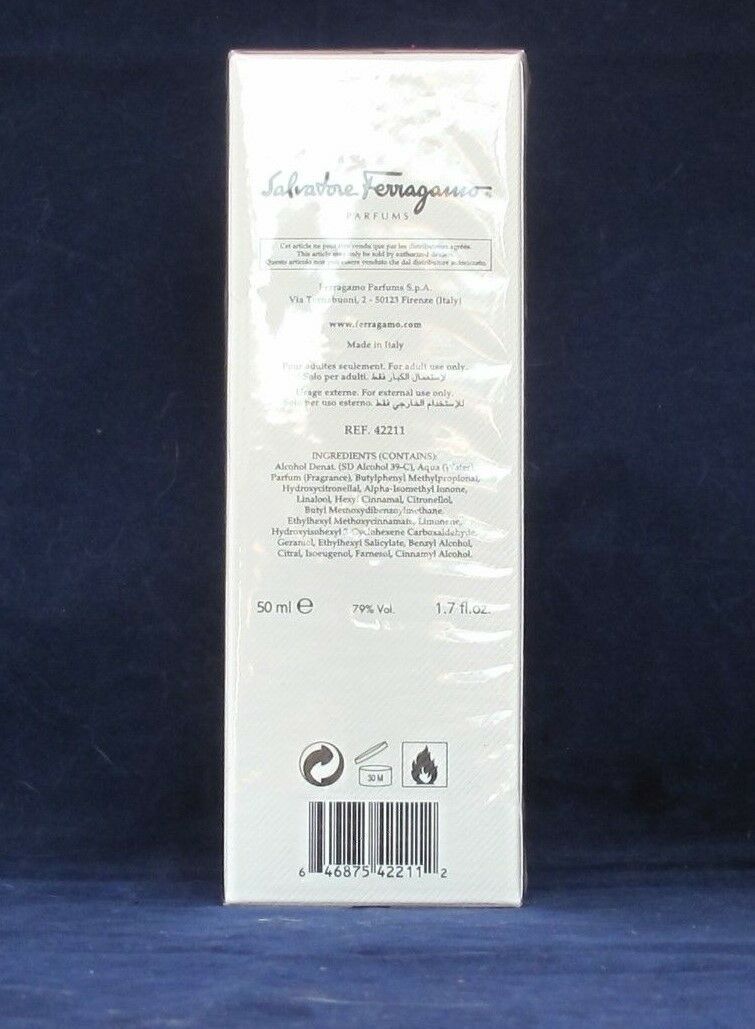 Salvatore Ferragamo
PARFUMS
Cet article ne peut être vendu que par les distributeurs agréés.
This article may only be sold by authorized dealers.
Questo articolo non può essere venduto che dal distributore autorizzato.
Ferragamo Parfums S.p.A.
Via Tornabuoni, 2 - 50123 Firenze (Italy)
www.ferragamo.com
Made in Italy
Pour adultes seulement. For adult use only.
Solo per adulti. لاستعمال الكبار فقط
Usage externe. For external use only.
Solo per uso esterno. للإستخدام الخارجي فقط
REF. 42211
INGREDIENTS (CONTAINS):
Alcohol Denat. (SD Alcohol 39-C), Aqua (Water),
Parfum (Fragrance), Butylphenyl Methylpropional,
Hydroxycitronellal, Alpha-Isomethyl Ionone,
Linalool, Hexyl Cinnamal, Citronellol,
Butyl Methoxydibenzoylmethane,
Ethylhexyl Methoxycinnamate, Limonene,
Hydroxyisohexyl 3-Cyclohexene Carboxaldehyde,
Geraniol, Ethylhexyl Salicylate, Benzyl Alcohol,
Citral, Isoeugenol, Farnesol, Cinnamyl Alcohol.
50 ml ℮ 79% Vol. 1.7 fl.oz.
30 M
6 46875 42211 2